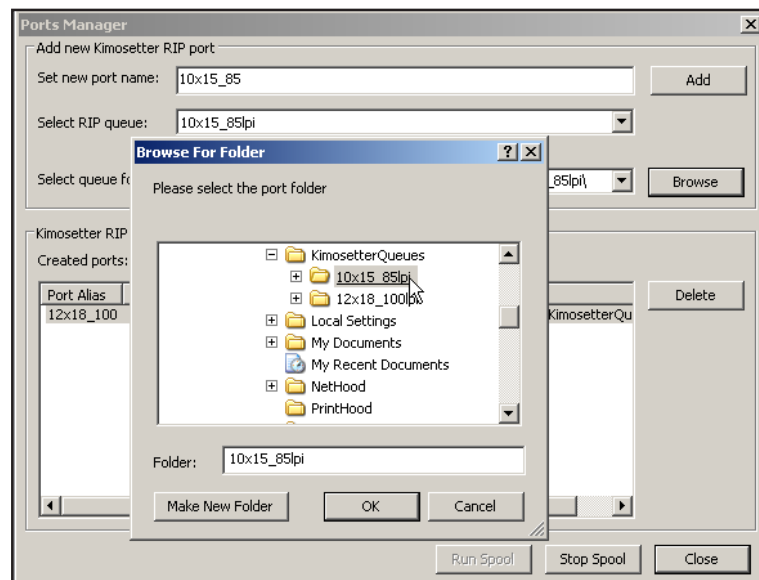 Ports Manager
Add new Kimosetter RIP port
Set new port name: 10x15_85 Add
Select RIP queue: 10x15_85lpi
Browse For Folder
Select queue _85lpi\ Browse
Please select the port folder
Kimosetter RIP
KimosetterQueues
Created ports:
10x15_85lpi
Port Alias Delete
12x18_100lpi
12x18_100 KimosetterQu
Local Settings
My Documents
My Recent Documents
NetHood
PrintHood
Folder: 10x15_85lpi
Make New Folder OK Cancel
Run Spool Stop Spool Close